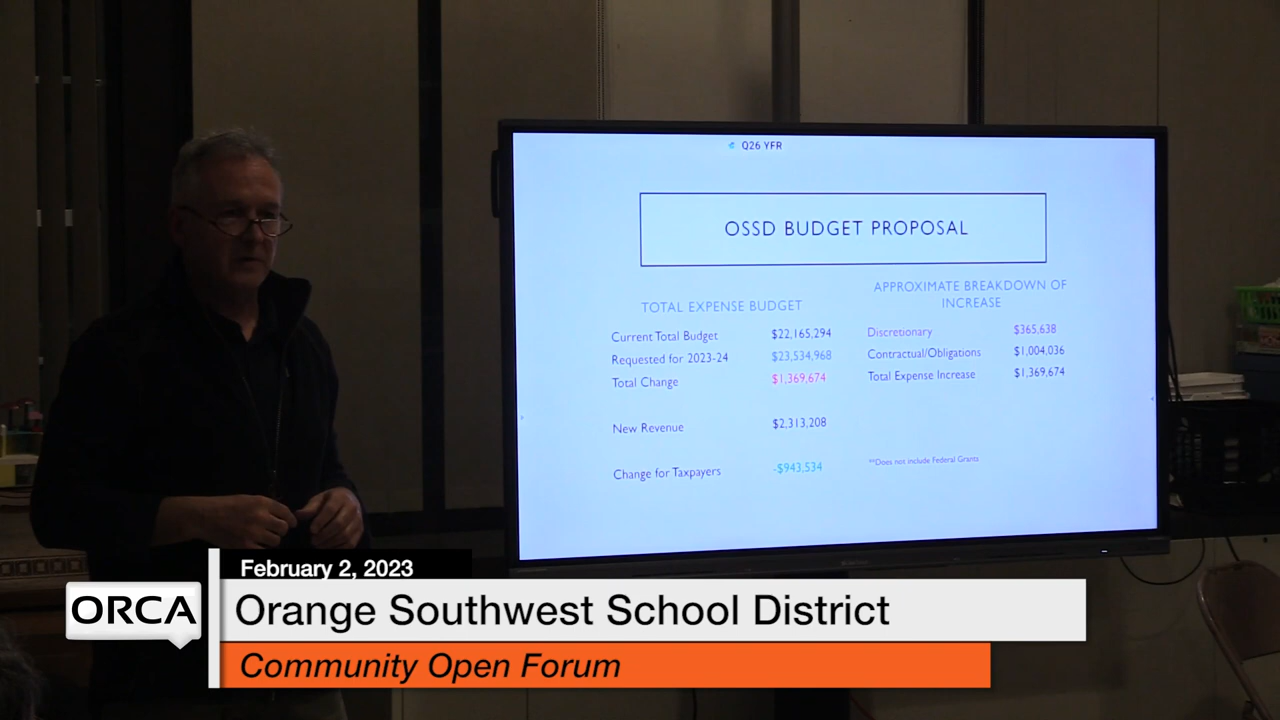 Q26 YFR
OSSD BUDGET PROPOSAL
TOTAL EXPENSE BUDGET
Current Total Budget $22,165,294
Requested for 2023-24 $23,534,968
Total Change $1,369,674
New Revenue $2,313,208
Change for Taxpayers -$943,534
APPROXIMATE BREAKDOWN OF
INCREASE
Discretionary $365,638
Contractual/Obligations $1,004,036
Total Expense Increase $1,369,674
**Does not include Federal Grants
February 2, 2023
ORCA
Orange Southwest School District
Community Open Forum